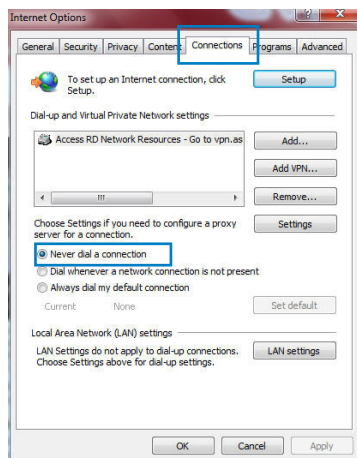 Internet Options
General Security Privacy Content Connections Programs Advanced
To set up an Internet connection, click
Setup.
Setup
Dial-up and Virtual Private Network settings
Access RD Network Resources - Go to vpn.as
Add...
Add VPN...
Remove...
Choose Settings if you need to configure a proxy
server for a connection.
Settings
Never dial a connection
Dial whenever a network connection is not present
Always dial my default connection
Current None
Set default
Local Area Network (LAN) settings
LAN Settings do not apply to dial-up connections.
Choose Settings above for dial-up settings.
LAN settings
OK Cancel Apply